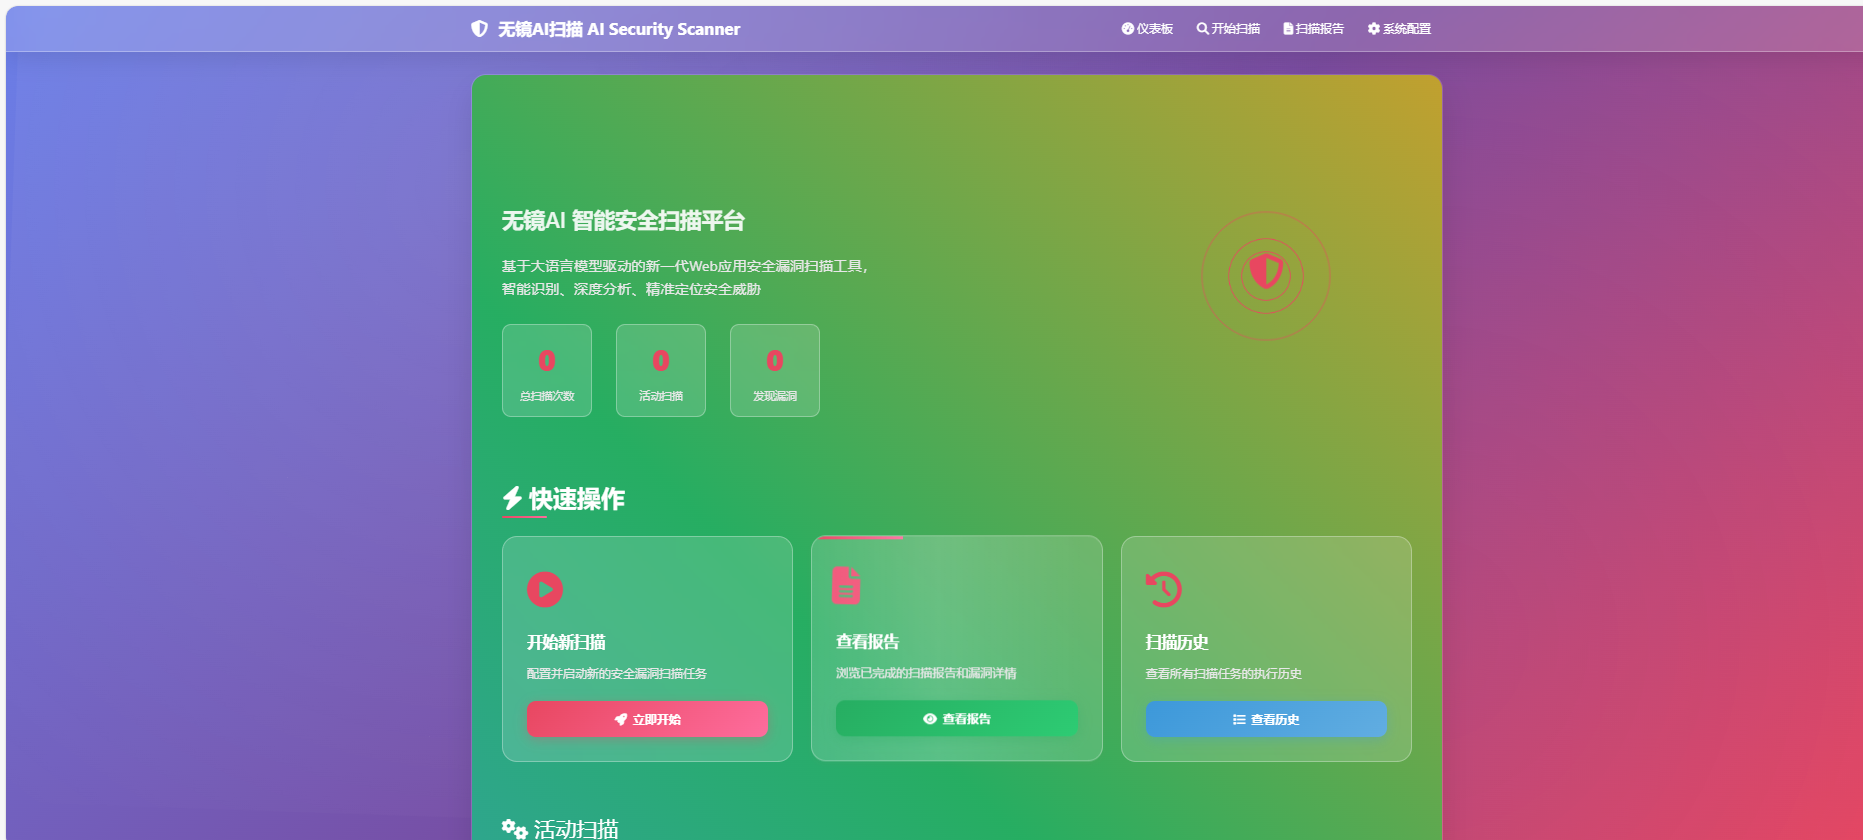 无镜AI扫描 AI Security Scanner
仪表板
开始扫描
扫描报告
系统配置
无镜AI 智能安全扫描平台
基于大语言模型驱动的新一代Web应用安全漏洞扫描工具，
智能识别、深度分析、精准定位安全威胁
0
总扫描次数
0
活动扫描
0
发现漏洞
快速操作
开始新扫描
配置并启动新的安全漏洞扫描任务
立即开始
查看报告
浏览已完成的扫描报告和漏洞详情
查看报告
扫描历史
查看所有扫描任务的执行历史
查看历史
活动扫描